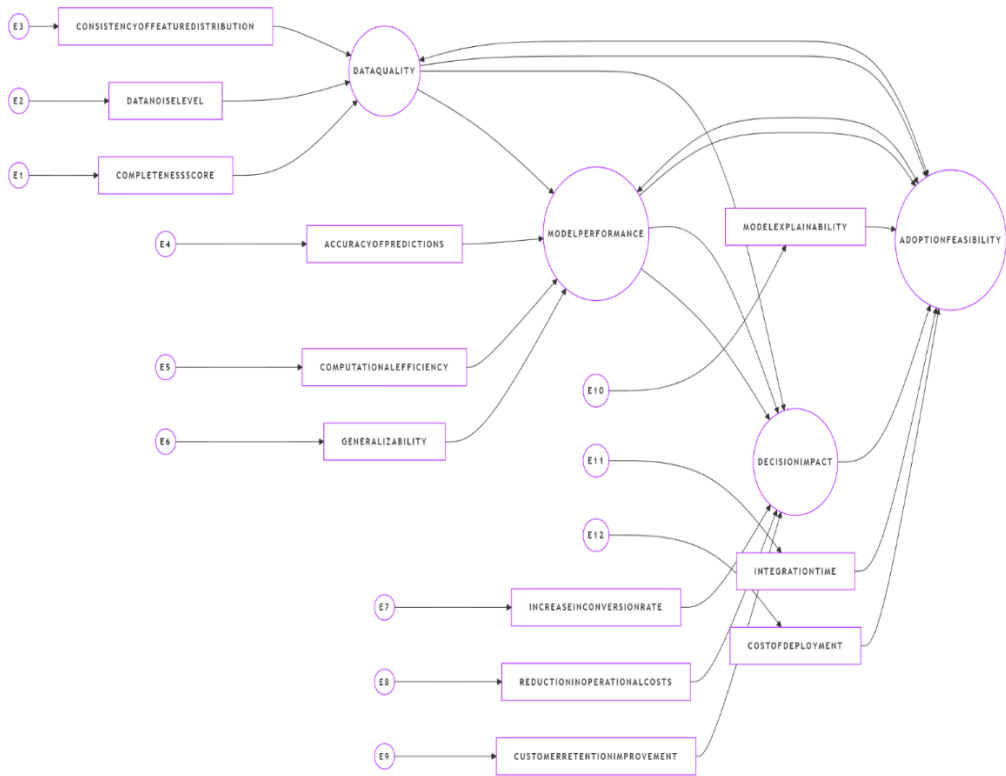 E3
CONSISTENCYOFFEATUREDISTRIBUTION
DATAQUALITY
E2
DATANOISELEVEL
E1
COMPLETENESSSCORE
MODELEXPLAINABILITY
MODELPERFORMANCE
ADOPTIONFEASIBILITY
E4
ACCURACYOFPREDICTIONS
E5
COMPUTATIONALEFFICIENCY
E10
E6
GENERALIZABILITY
E11
DECISIONIMPACT
E12
INTEGRATIONTIME
E7
INCREASEINCONVERSIONRATE
COSTOFDEPLOYMENT
E8
REDUCTIONINOPERATIONALCOSTS
E9
CUSTOMERRETENTIONIMPROVEMENT